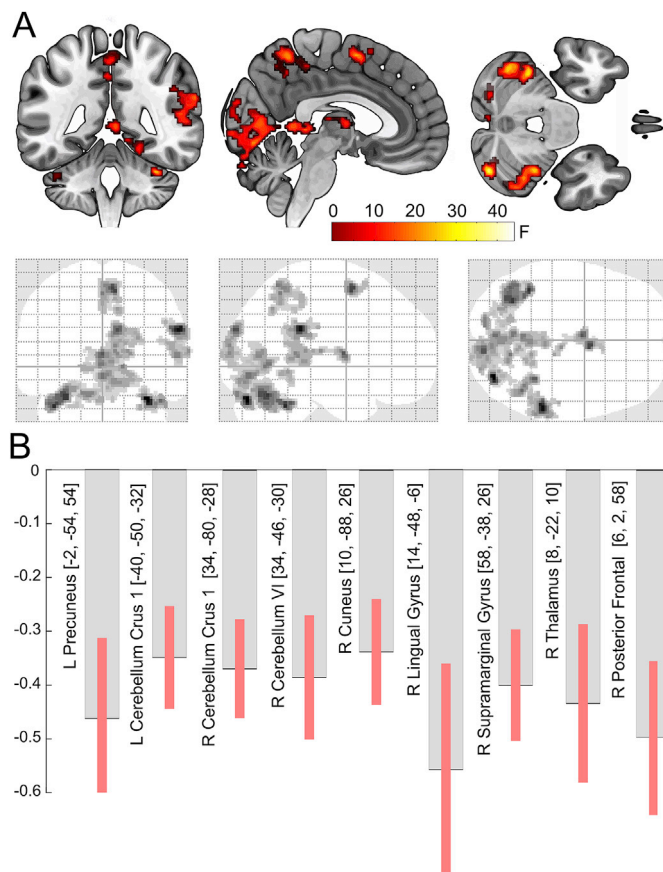 A
0 10 20 30 40
F
B
0
-0.1
-0.2
-0.3
-0.4
-0.5
-0.6
L Precuneus [-2, -54, 54]
L Cerebellum Crus 1 [-40, -50, -32]
R Cerebellum Crus 1 [34, -80, -28]
R Cerebellum VI [34, -46, -30]
R Cuneus [10, -88, 26]
R Lingual Gyrus [14, -48, -6]
R Supramarginal Gyrus [58, -38, 26]
R Thalamus [8, -22, 10]
R Posterior Frontal [6, 2, 58]